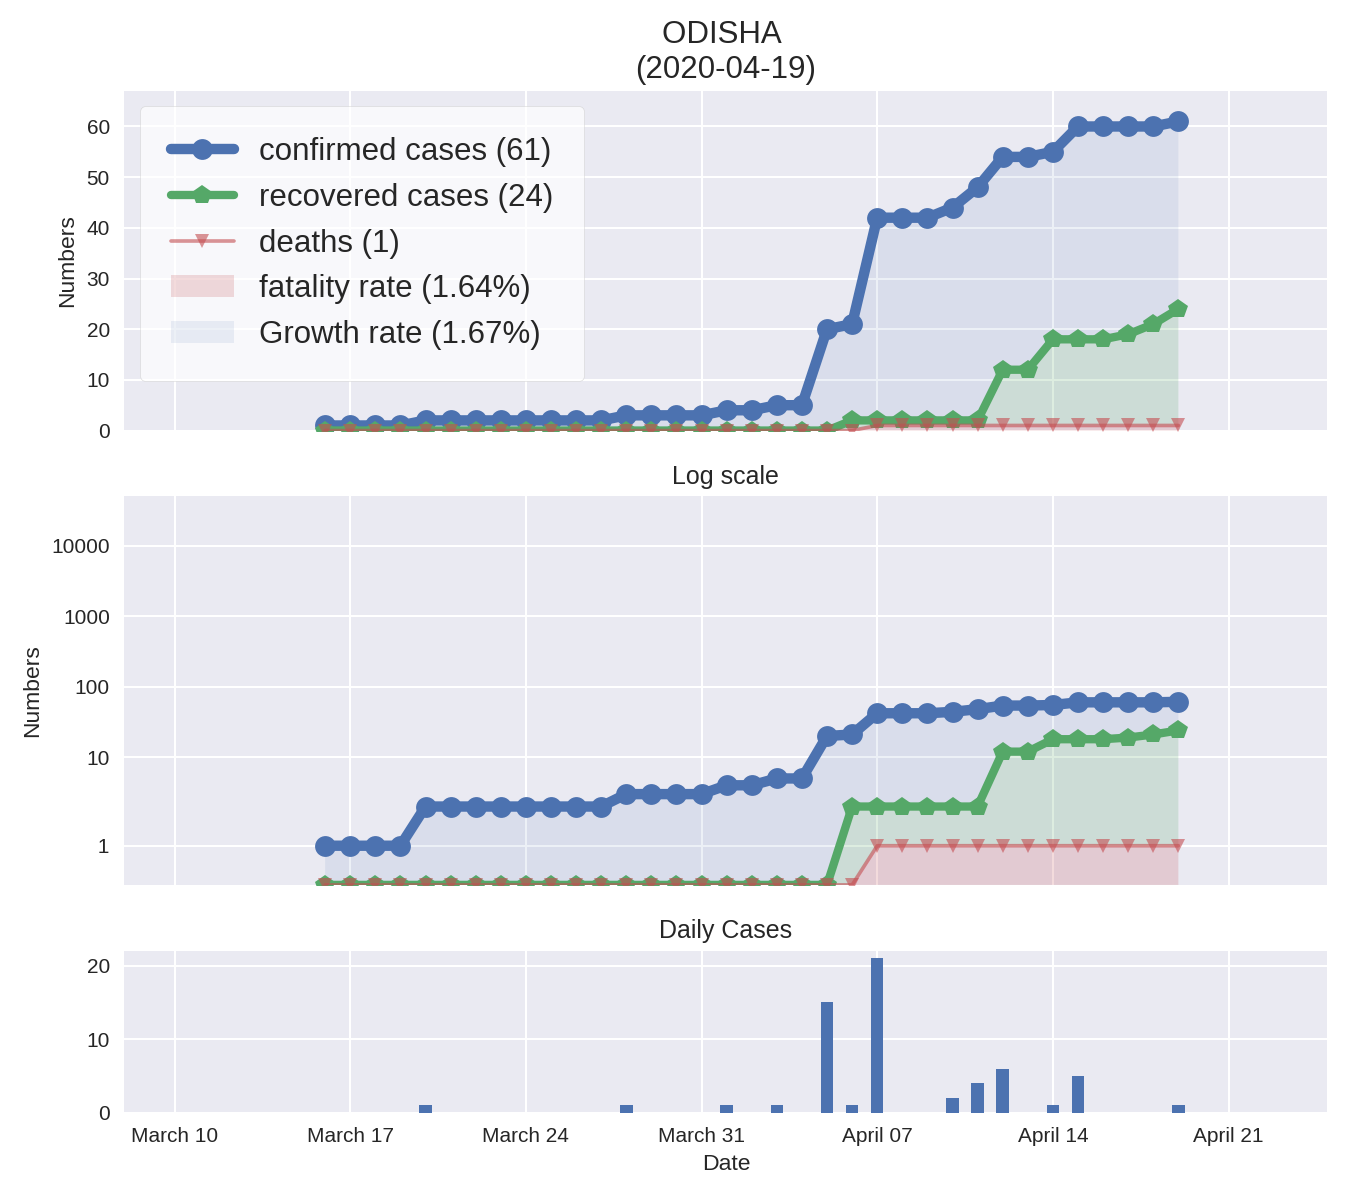 ODISHA
(2020-04-19)
confirmed cases (61)
recovered cases (24)
deaths (1)
fatality rate (1.64%)
Growth rate (1.67%)
Numbers
60
50
40
30
20
10
0
Log scale
Numbers
10000
1000
100
10
1
Daily Cases
20
10
0
March 10 March 17 March 24 March 31 April 07 April 14 April 21
Date